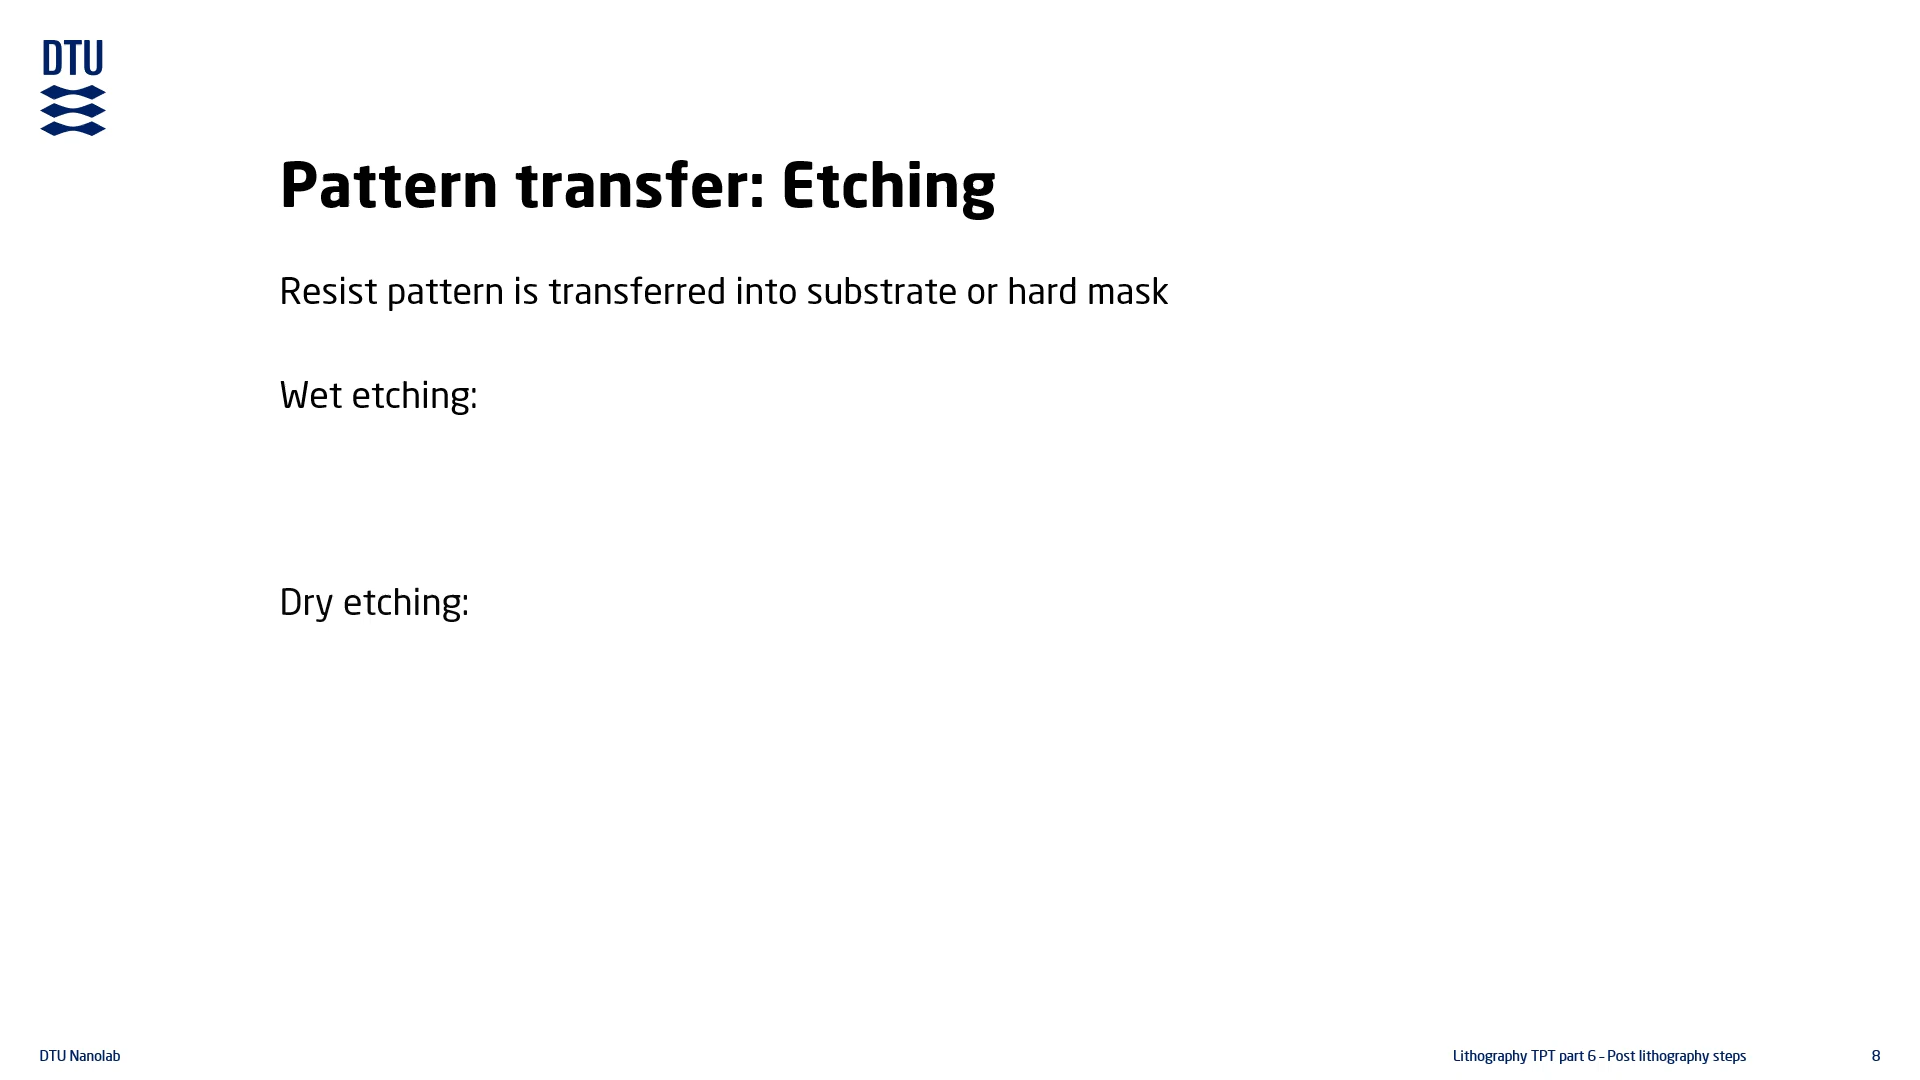 DTU
Pattern transfer: Etching
Resist pattern is transferred into substrate or hard mask
Wet etching:
Dry etching:
DTU Nanolab
Lithography TPT part 6 – Post lithography steps
8